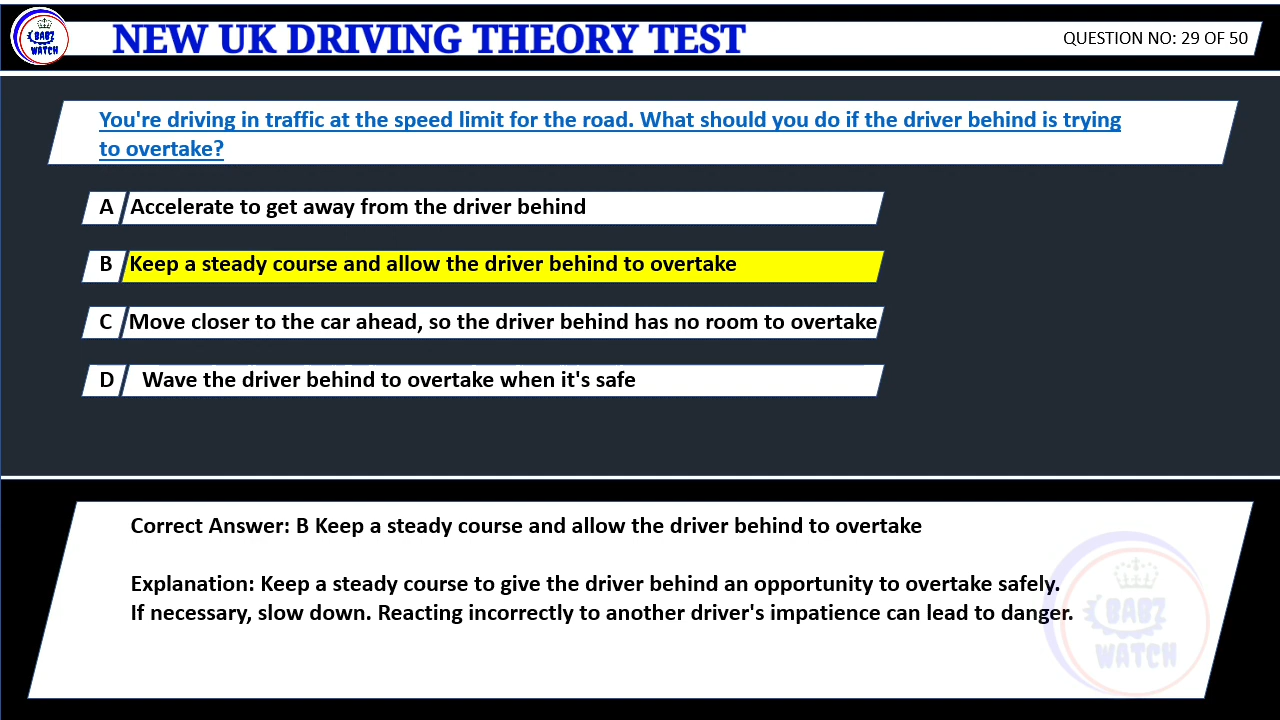 BABZ
WATCH
NEW UK DRIVING THEORY TEST
QUESTION NO: 29 OF 50
You're driving in traffic at the speed limit for the road. What should you do if the driver behind is trying
to overtake?
A Accelerate to get away from the driver behind
B Keep a steady course and allow the driver behind to overtake
C Move closer to the car ahead, so the driver behind has no room to overtake
D Wave the driver behind to overtake when it's safe
Correct Answer: B Keep a steady course and allow the driver behind to overtake
Explanation: Keep a steady course to give the driver behind an opportunity to overtake safely.
If necessary, slow down. Reacting incorrectly to another driver's impatience can lead to danger.
BABZ
WATCH